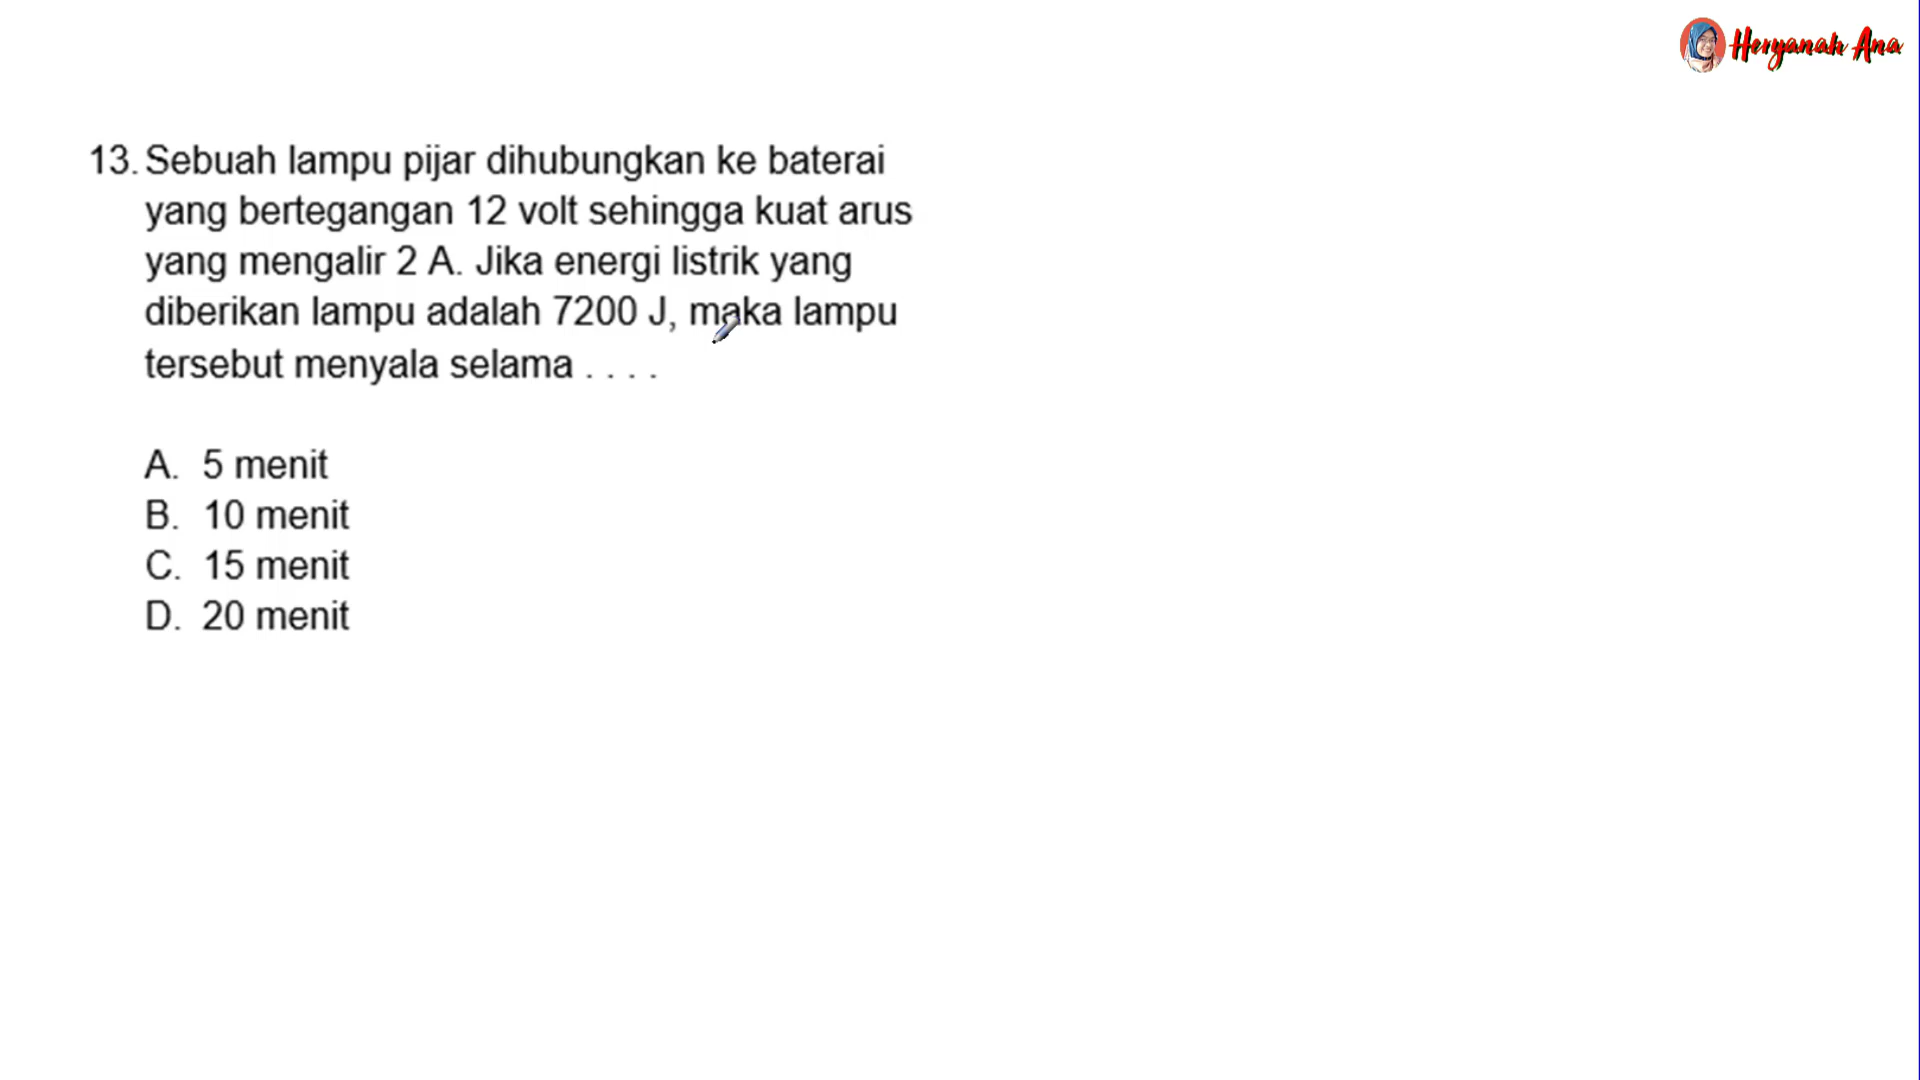 Heryanah Ana
13. Sebuah lampu pijar dihubungkan ke baterai
yang bertegangan 12 volt sehingga kuat arus
yang mengalir 2 A. Jika energi listrik yang
diberikan lampu adalah 7200 J, maka lampu
tersebut menyala selama . . . .
A. 5 menit
B. 10 menit
C. 15 menit
D. 20 menit